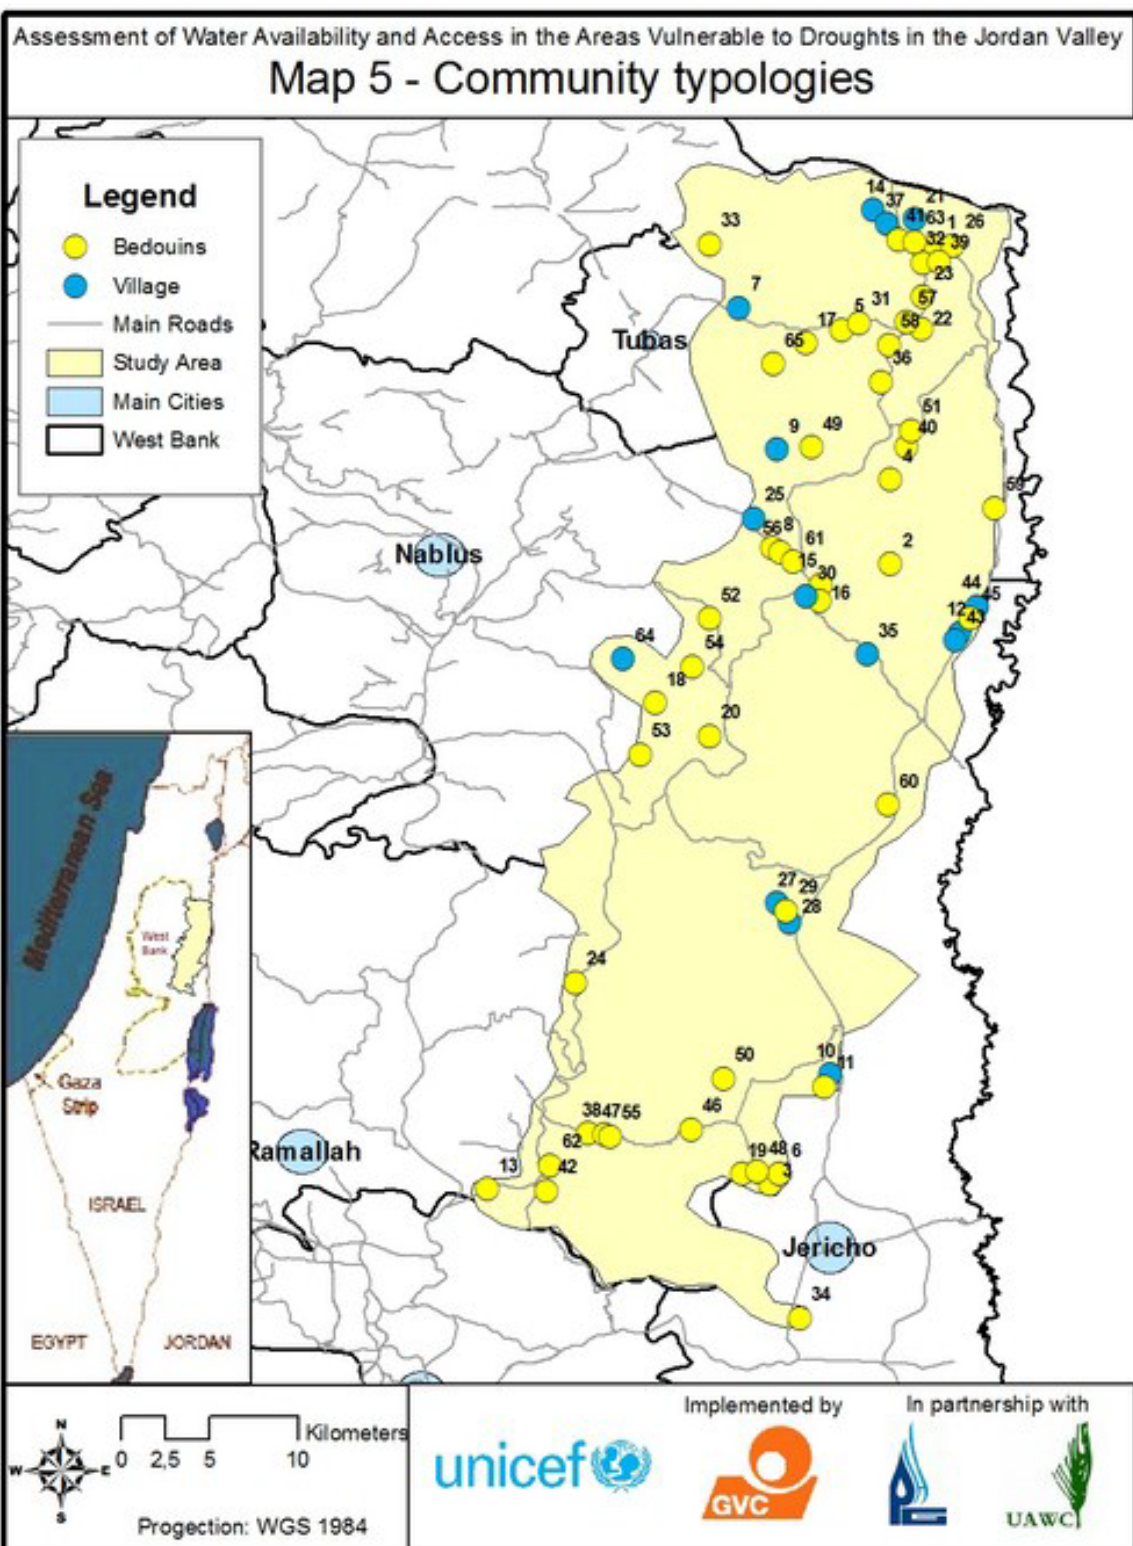 Assessment of Water Availability and Access in the Areas Vulnerable to Droughts in the Jordan Valley
Map 5 - Community typologies
Legend
Bedouins
Village
Main Roads
Study Area
Main Cities
West Bank
14
37
21
41
63
1
26
32
39
33
23
7
57
5
31
17
58
22
Tubas
65
36
51
9
49
40
4
25
59
56
8
61
2
Nablus
15
30
16
44
45
52
12
43
64
54
35
18
20
53
60
27
29
28
24
10
11
50
38
47
55
46
62
Ramallah
13
42
19
48
6
3
Jericho
34
Mediterranean Sea
West
Bank
Gaza
Strip
ISRAEL
EGYPT
JORDAN
N
W
E
S
Kilometers
0 2,5 5 10
Progection: WGS 1984
unicef
Implemented by
GVC
In partnership with
UAWC